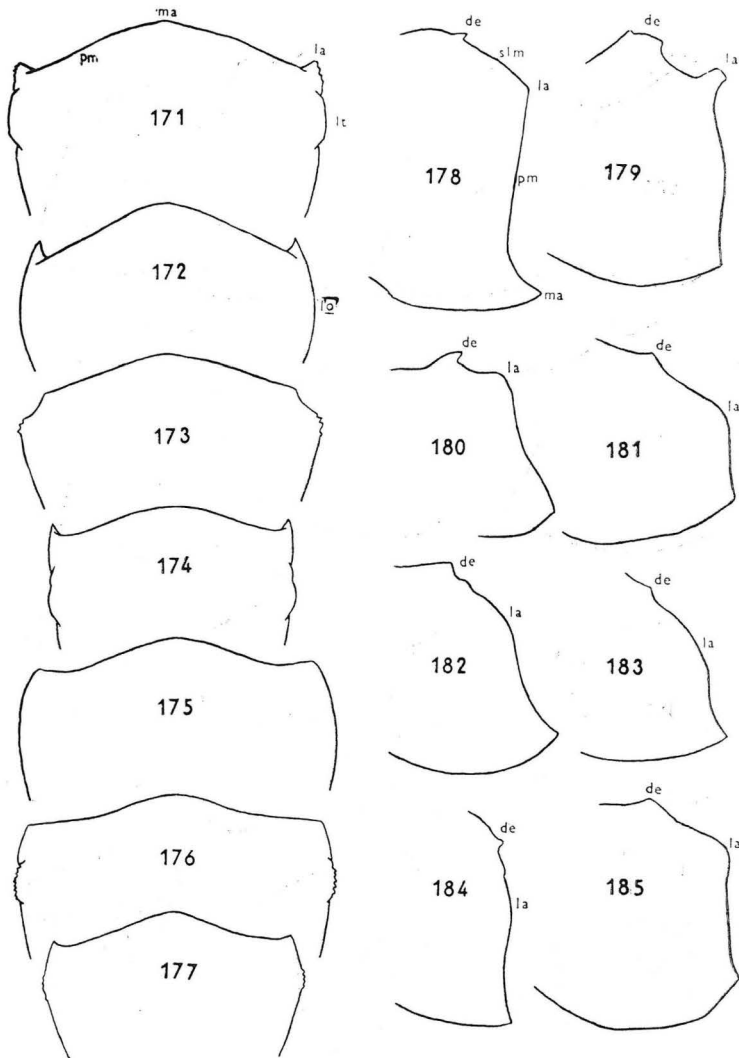 ma
pm
la
171
lt
172
lo
173
174
175
176
177
de
slm
la
178
pm
ma
de
la
179
de
la
180
de
la
181
de
la
182
de
la
183
de
la
184
de
la
185